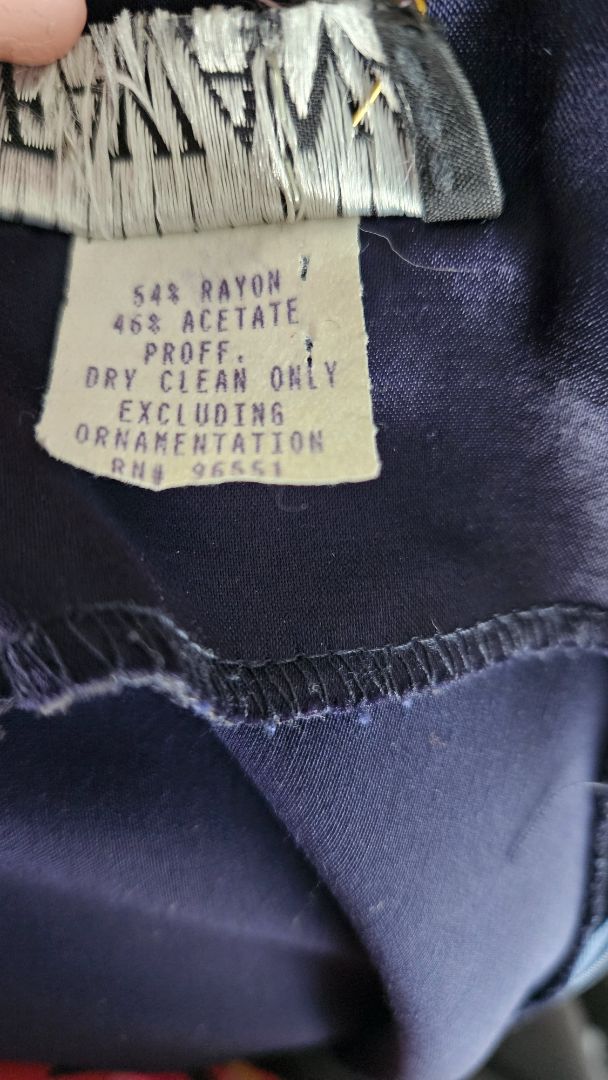 54% RAYON
46% ACETATE
PROFF.
DRY CLEAN ONLY
EXCLUDING
ORNAMENTATION
RN# 96551